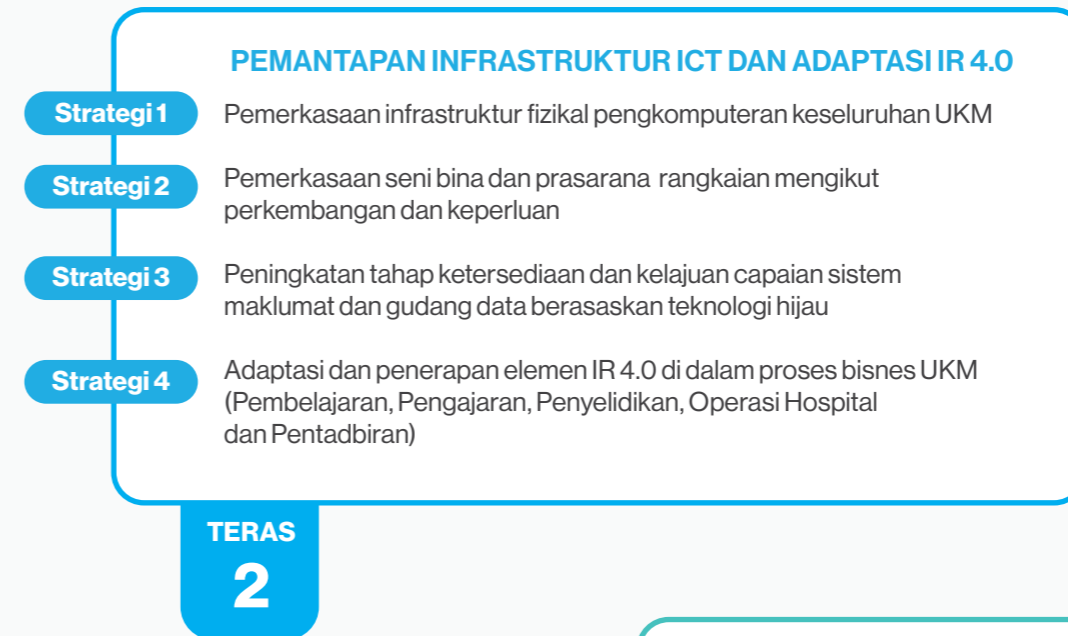 PEMANTAPAN INFRASTRUKTUR ICT DAN ADAPTASI IR 4.0
Strategi 1
Pemerkasaan infrastruktur fizikal pengkomputeran keseluruhan UKM
Strategi 2
Pemerkasaan seni bina dan prasarana rangkaian mengikut
perkembangan dan keperluan
Strategi 3
Peningkatan tahap ketersediaan dan kelajuan capaian sistem
maklumat dan gudang data berasaskan teknologi hijau
Strategi 4
Adaptasi dan penerapan elemen IR 4.0 di dalam proses bisnes UKM
(Pembelajaran, Pengajaran, Penyelidikan, Operasi Hospital
dan Pentadbiran)
TERAS
2